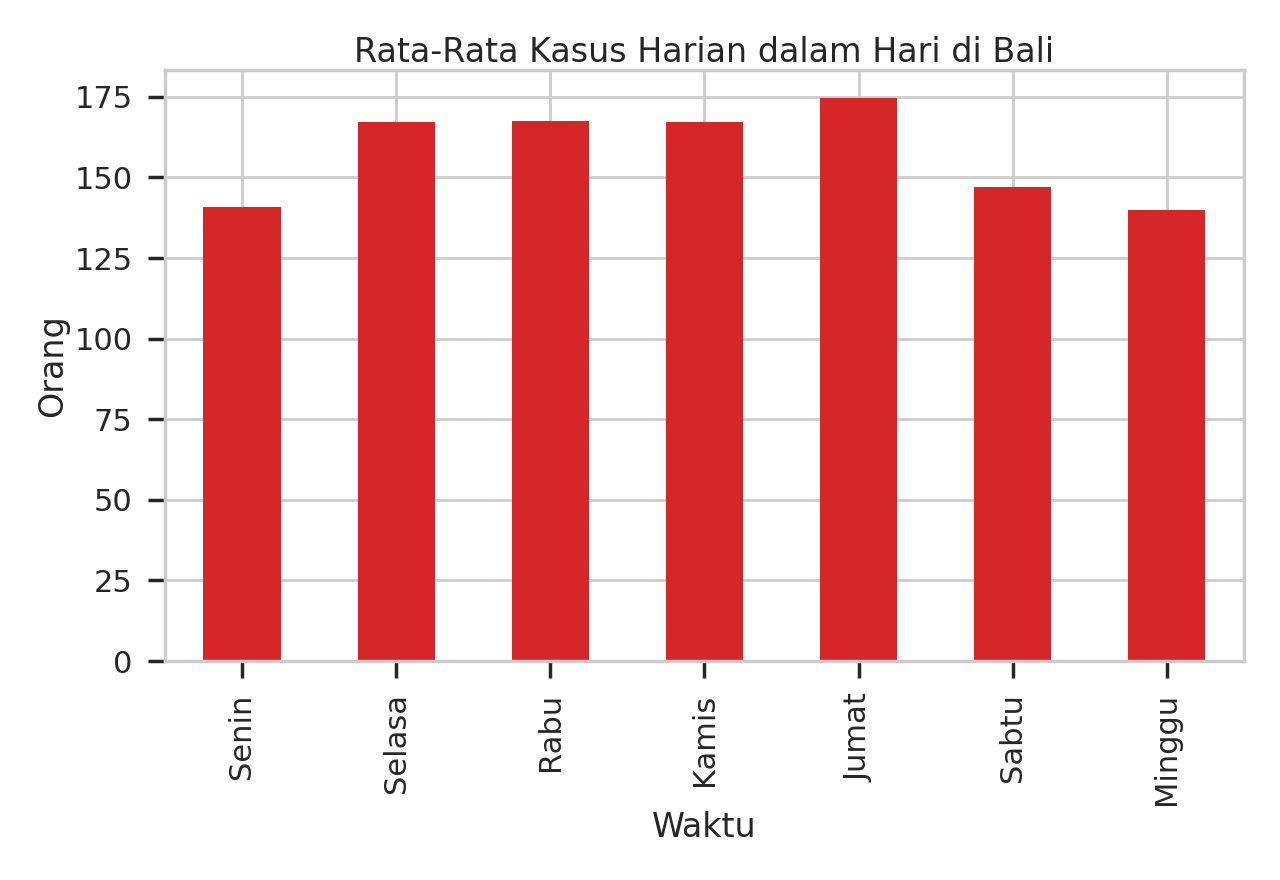 Rata-Rata Kasus Harian dalam Hari di Bali
Orang
175
150
125
100
75
50
25
0
Senin
Selasa
Rabu
Kamis
Jumat
Sabtu
Minggu
Waktu